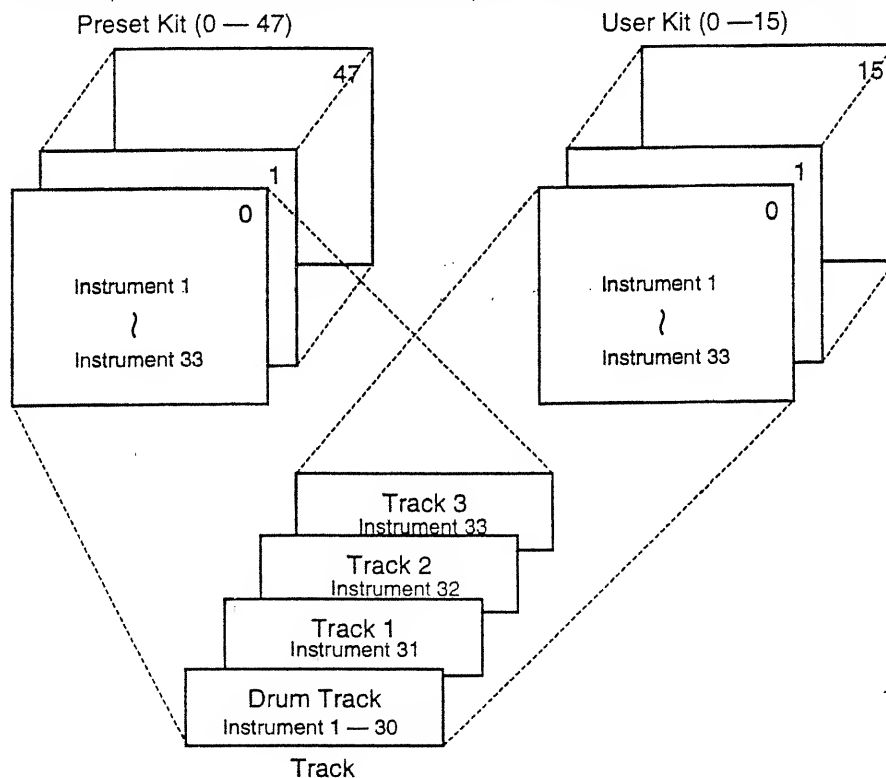 Preset Kit (0 — 47)
47
1
0
Instrument 1
~
Instrument 33
User Kit (0 —15)
15
1
0
Instrument 1
~
Instrument 33
Track 3
Instrument 33
Track 2
Instrument 32
Track 1
Instrument 31
Drum Track
Instrument 1 — 30
Track